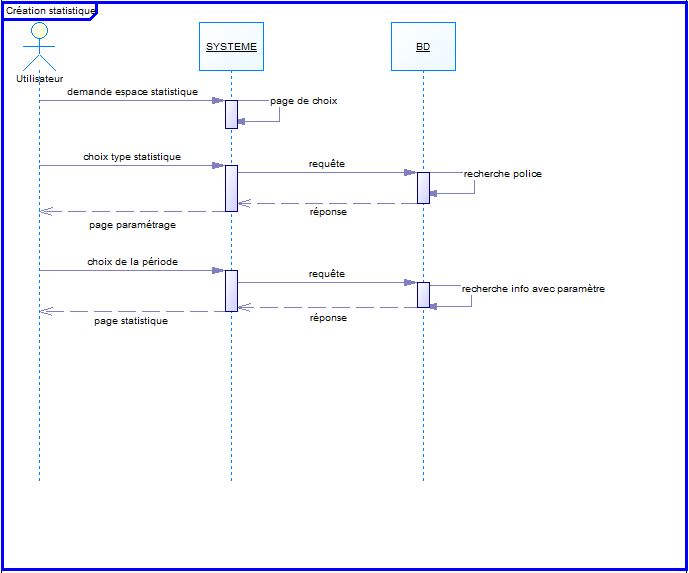 Création statistique
SYSTEME
BD
Utilisateur
demande espace statistique
page de choix
choix type statistique
requête
recherche police
réponse
page paramétrage
choix de la période
requête
recherche info avec paramètre
réponse
page statistique